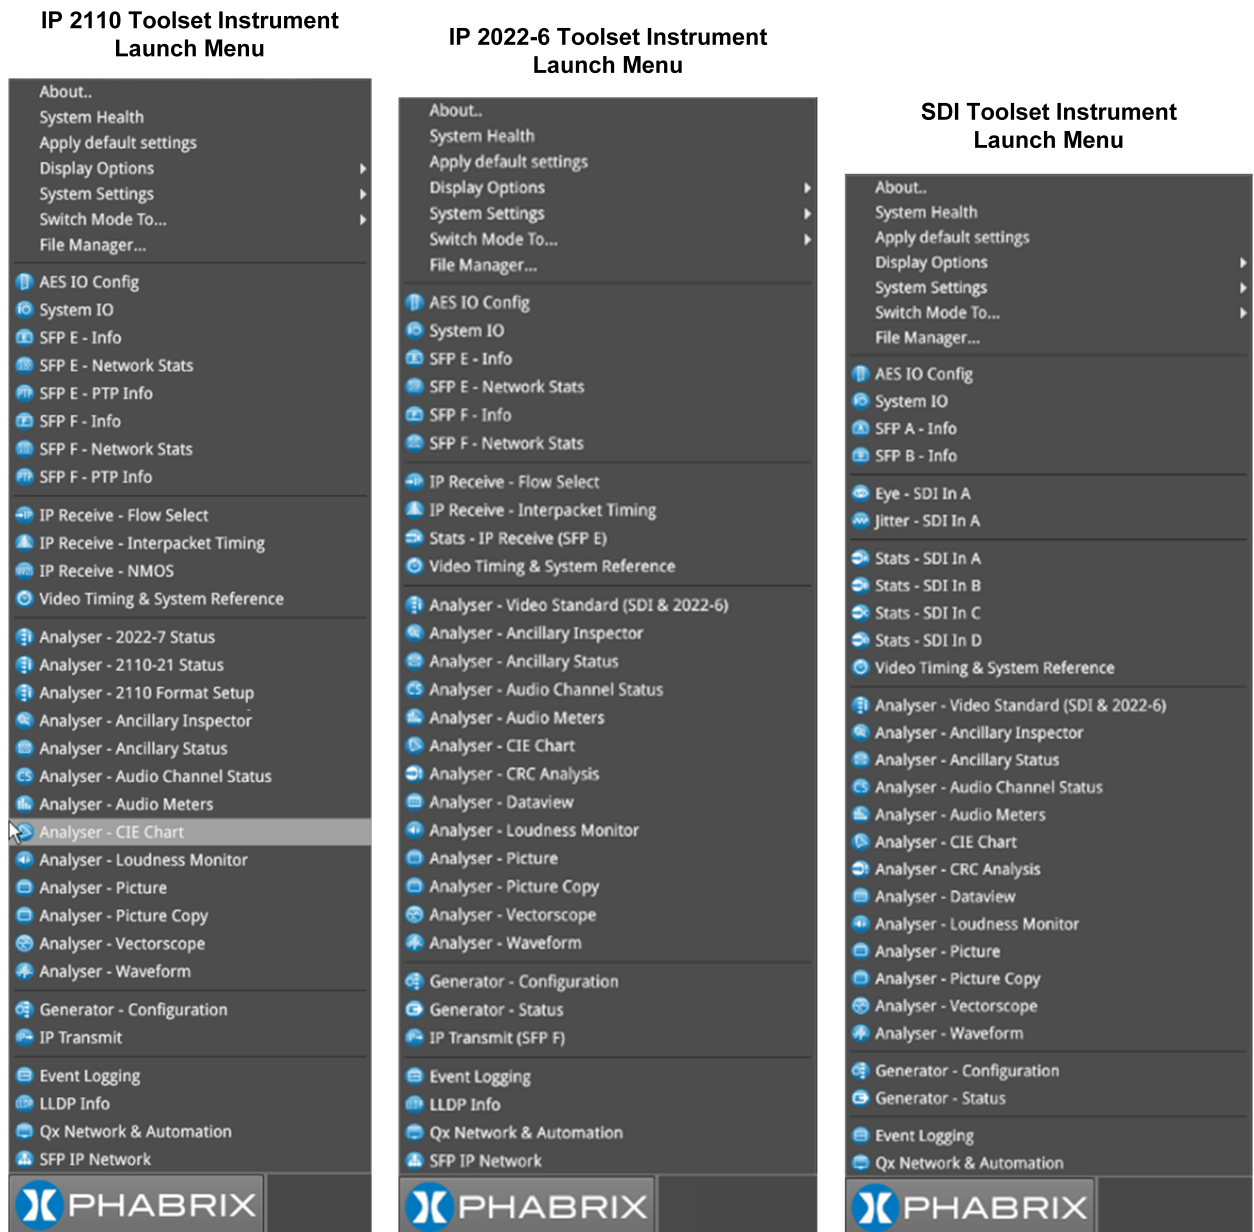 IP 2110 Toolset Instrument
Launch Menu
About..
System Health
Apply default settings
Display Options
System Settings
Switch Mode To...
File Manager...
AES IO Config
System IO
SFP E - Info
SFP E - Network Stats
SFP E - PTP Info
SFP F - Info
SFP F - Network Stats
SFP F - PTP Info
IP Receive - Flow Select
IP Receive - Interpacket Timing
IP Receive - NMOS
Video Timing & System Reference
Analyser - 2022-7 Status
Analyser - 2110-21 Status
Analyser - 2110 Format Setup
Analyser - Ancillary Inspector
Analyser - Ancillary Status
Analyser - Audio Channel Status
Analyser - Audio Meters
Analyser - CIE Chart
Analyser - Loudness Monitor
Analyser - Picture
Analyser - Picture Copy
Analyser - Vectorscope
Analyser - Waveform
Generator - Configuration
IP Transmit
Event Logging
LLDP Info
Qx Network & Automation
SFP IP Network
PHABRIX
IP 2022-6 Toolset Instrument
Launch Menu
About..
System Health
Apply default settings
Display Options
System Settings
Switch Mode To...
File Manager...
AES IO Config
System IO
SFP E - Info
SFP E - Network Stats
SFP F - Info
SFP F - Network Stats
IP Receive - Flow Select
IP Receive - Interpacket Timing
Stats - IP Receive (SFP E)
Video Timing & System Reference
Analyser - Video Standard (SDI & 2022-6)
Analyser - Ancillary Inspector
Analyser - Ancillary Status
Analyser - Audio Channel Status
Analyser - Audio Meters
Analyser - CIE Chart
Analyser - CRC Analysis
Analyser - Dataview
Analyser - Loudness Monitor
Analyser - Picture
Analyser - Picture Copy
Analyser - Vectorscope
Analyser - Waveform
Generator - Configuration
Generator - Status
IP Transmit (SFP F)
Event Logging
LLDP Info
Qx Network & Automation
SFP IP Network
PHABRIX
SDI Toolset Instrument
Launch Menu
About..
System Health
Apply default settings
Display Options
System Settings
Switch Mode To...
File Manager...
AES IO Config
System IO
SFP A - Info
SFP B - Info
Eye - SDI In A
Jitter - SDI In A
Stats - SDI In A
Stats - SDI In B
Stats - SDI In C
Stats - SDI In D
Video Timing & System Reference
Analyser - Video Standard (SDI & 2022-6)
Analyser - Ancillary Inspector
Analyser - Ancillary Status
Analyser - Audio Channel Status
Analyser - Audio Meters
Analyser - CIE Chart
Analyser - CRC Analysis
Analyser - Dataview
Analyser - Loudness Monitor
Analyser - Picture
Analyser - Picture Copy
Analyser - Vectorscope
Analyser - Waveform
Generator - Configuration
Generator - Status
Event Logging
Qx Network & Automation
PHABRIX